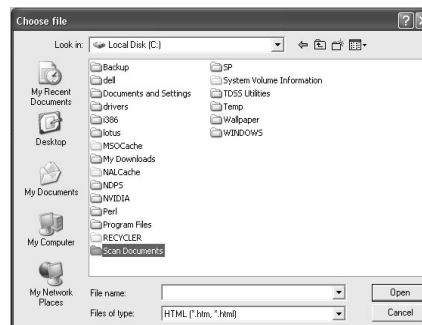 Choose file
Look in:
Local Disk (C:)
My Recent
Documents
Desktop
My Documents
My Computer
My Network
Places
Backup
dell
Documents and Settings
drivers
i386
lotus
MSOCache
My Downloads
NALCache
NDPS
NVIDIA
Perl
Program Files
RECYCLER
Scan Documents
SP
System Volume Information
TDSS Utilities
Temp
Wallpaper
WINDOWS
File name:
Open
Files of type:
HTML (*.htm, *.html)
Cancel